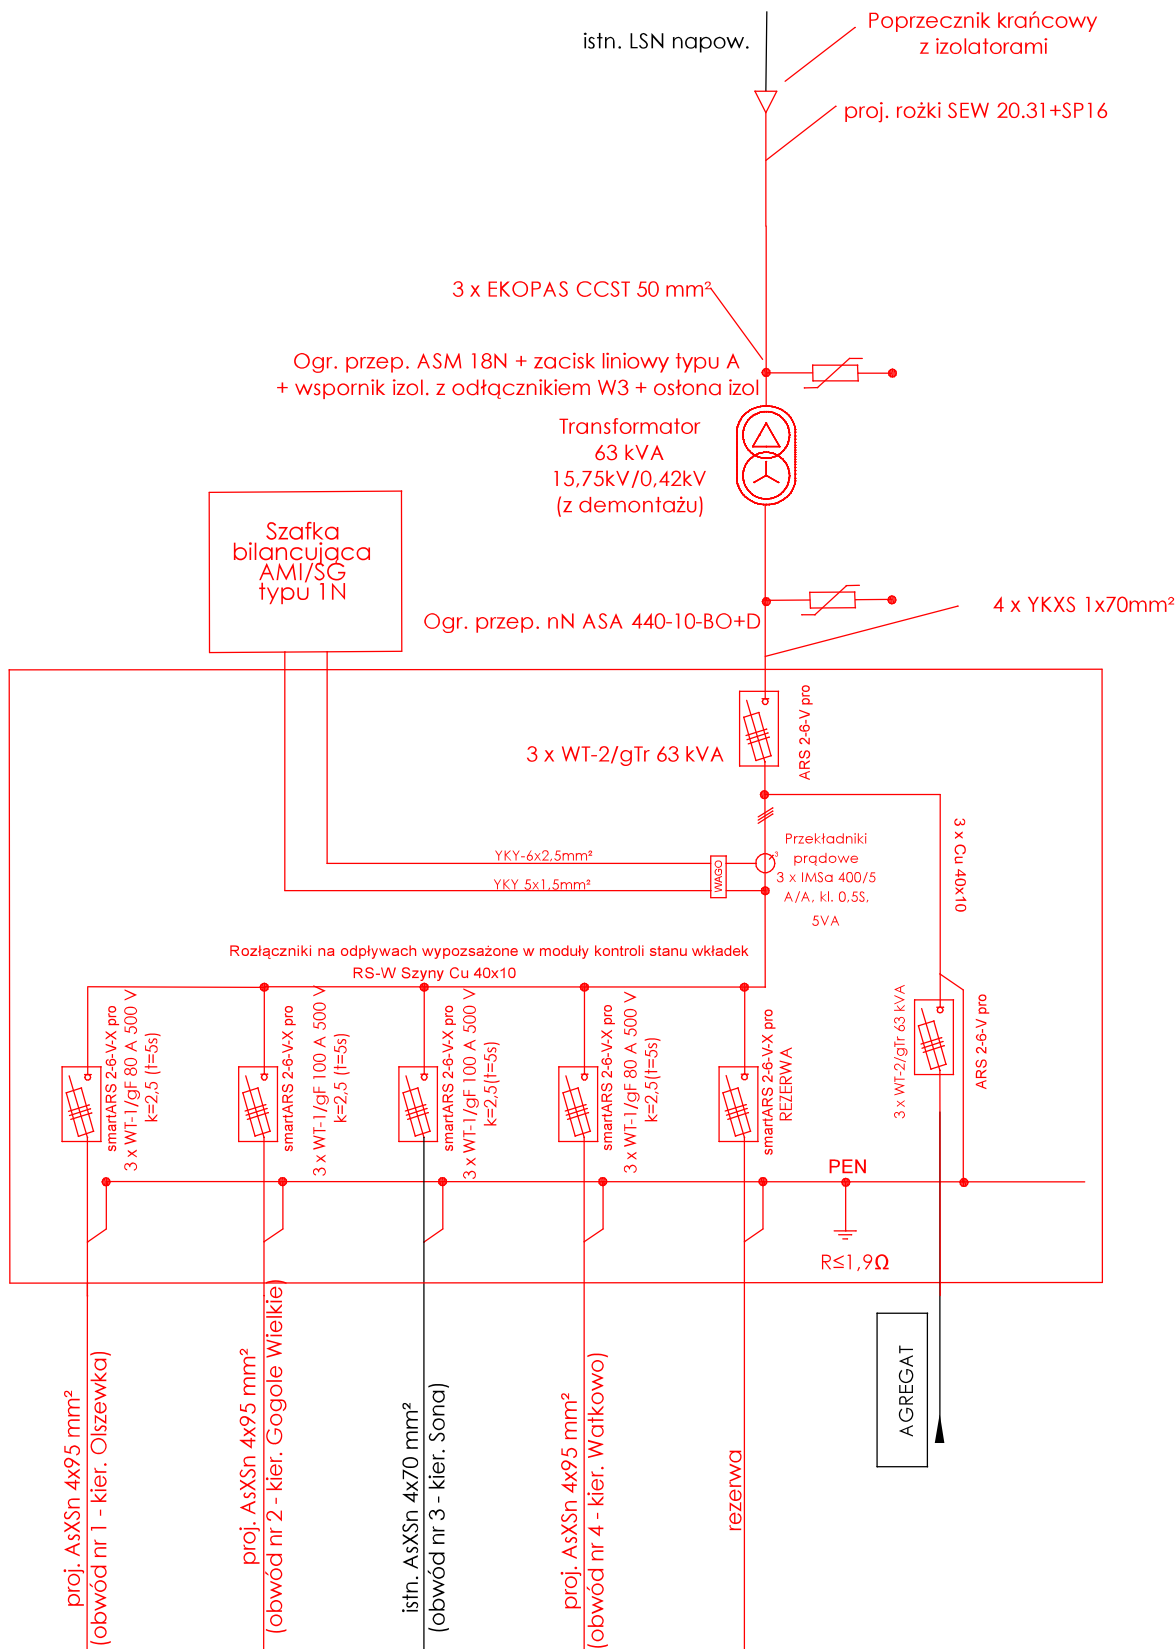 istn. LSN napow.
Poprzecznik krańcowy
z izolatorami
proj. rożki SEW 20.31+SP16
3 x EKOPAS CCST 50 mm²
Ogr. przep. ASM 18N + zacisk liniowy typu A
+ wspornik izol. z odłącznikiem W3 + osłona izol
Transformator
63 kVA
15,75kV/0,42kV
(z demontażu)
Szafka
bilancująca
AMI/SG
typu 1N
Ogr. przep. nN ASA 440-10-BO+D
4 x YKXS 1x70mm²
3 x WT-2/gTr 63 kVA
ARS 2-6-V pro
3 x Cu 40x10
Przekładniki
prądowe
3 x IMSa 400/5
A/A, kl. 0,5S,
5VA
3
YKY-6x2,5mm²
YKY 5x1,5mm²
WAGO
Rozłączniki na odpływach wypozsażone w moduły kontroli stanu wkładek
RS-W Szyny Cu 40x10
smartARS 2-6-V-X pro
3 x WT-1/gF 80 A 500 V
k=2,5 (t=5s)
smartARS 2-6-V-X pro
3 x WT-1/gF 100 A 500 V
k=2,5 (t=5s)
smartARS 2-6-V-X pro
3 x WT-1/gF 100 A 500 V
k=2,5(t=5s)
smartARS 2-6-V-X pro
3 x WT-1/gF 80 A 500 V
k=2,5(t=5s)
smartARS 2-6-V-X pro
REZERWA
3 x WT-2/gTr 63 kVA
ARS 2-6-V pro
PEN
R≤1,9Ω
proj. AsXSn 4x95 mm²
(obwód nr 1 - kier. Olszewka)
proj. AsXSn 4x95 mm²
(obwód nr 2 - kier. Gogole Wielkie)
istn. AsXSn 4x70 mm²
(obwód nr 3 - kier. Sona)
proj. AsXSn 4x95 mm²
(obwód nr 4 - kier. Watkowo)
rezerwa
AGREGAT